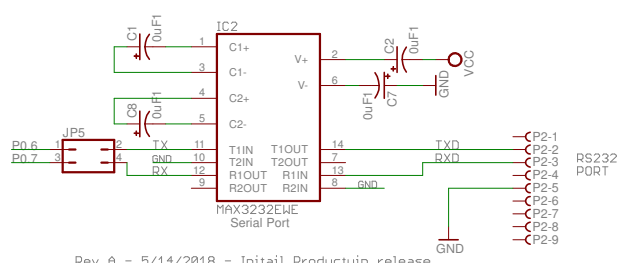 IC2
C1
0uF1
1
C1+
3
C1-
4
C2+
5
C2-
C8
0uF1
V+
2
V-
6
C2
0uF1
VCC
0uF1
C7
GND
JP5
P0.6
1
2
TX
11
T1IN
T1OUT
14
TXD
P0.7
3
4
GND
10
T2IN
T2OUT
7
RXD
RX
12
R1OUT
R1IN
13
9
R2OUT
R2IN
8
GND
MAX3232EWE
Serial Port
GND
P2-1
P2-2
P2-3
P2-4
P2-5
P2-6
P2-7
P2-8
P2-9
RS232
PORT
Rev A - 5/14/2018 - Initail Productuin release